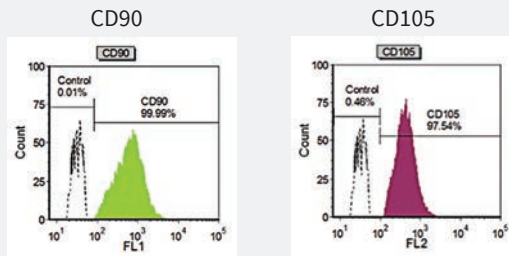 CD90
CD90
100
75
50
25
0
Count
Control
0.01%
CD90
99.99%
10¹ 10² 10³ 10⁴ 10⁵
FL1
CD105
CD105
100
75
50
25
0
Count
Control
0.46%
CD105
97.54%
10¹ 10² 10³ 10⁴ 10⁵
FL2